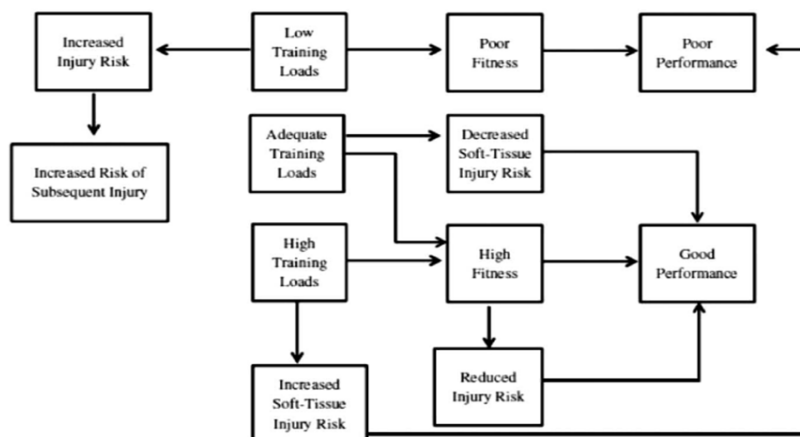 Increased
Injury Risk
Low
Training
Loads
Poor
Fitness
Poor
Performance
Increased Risk of
Subsequent Injury
Adequate
Training
Loads
Decreased
Soft-Tissue
Injury Risk
High
Training
Loads
High
Fitness
Good
Performance
Increased
Soft-Tissue
Injury Risk
Reduced
Injury Risk